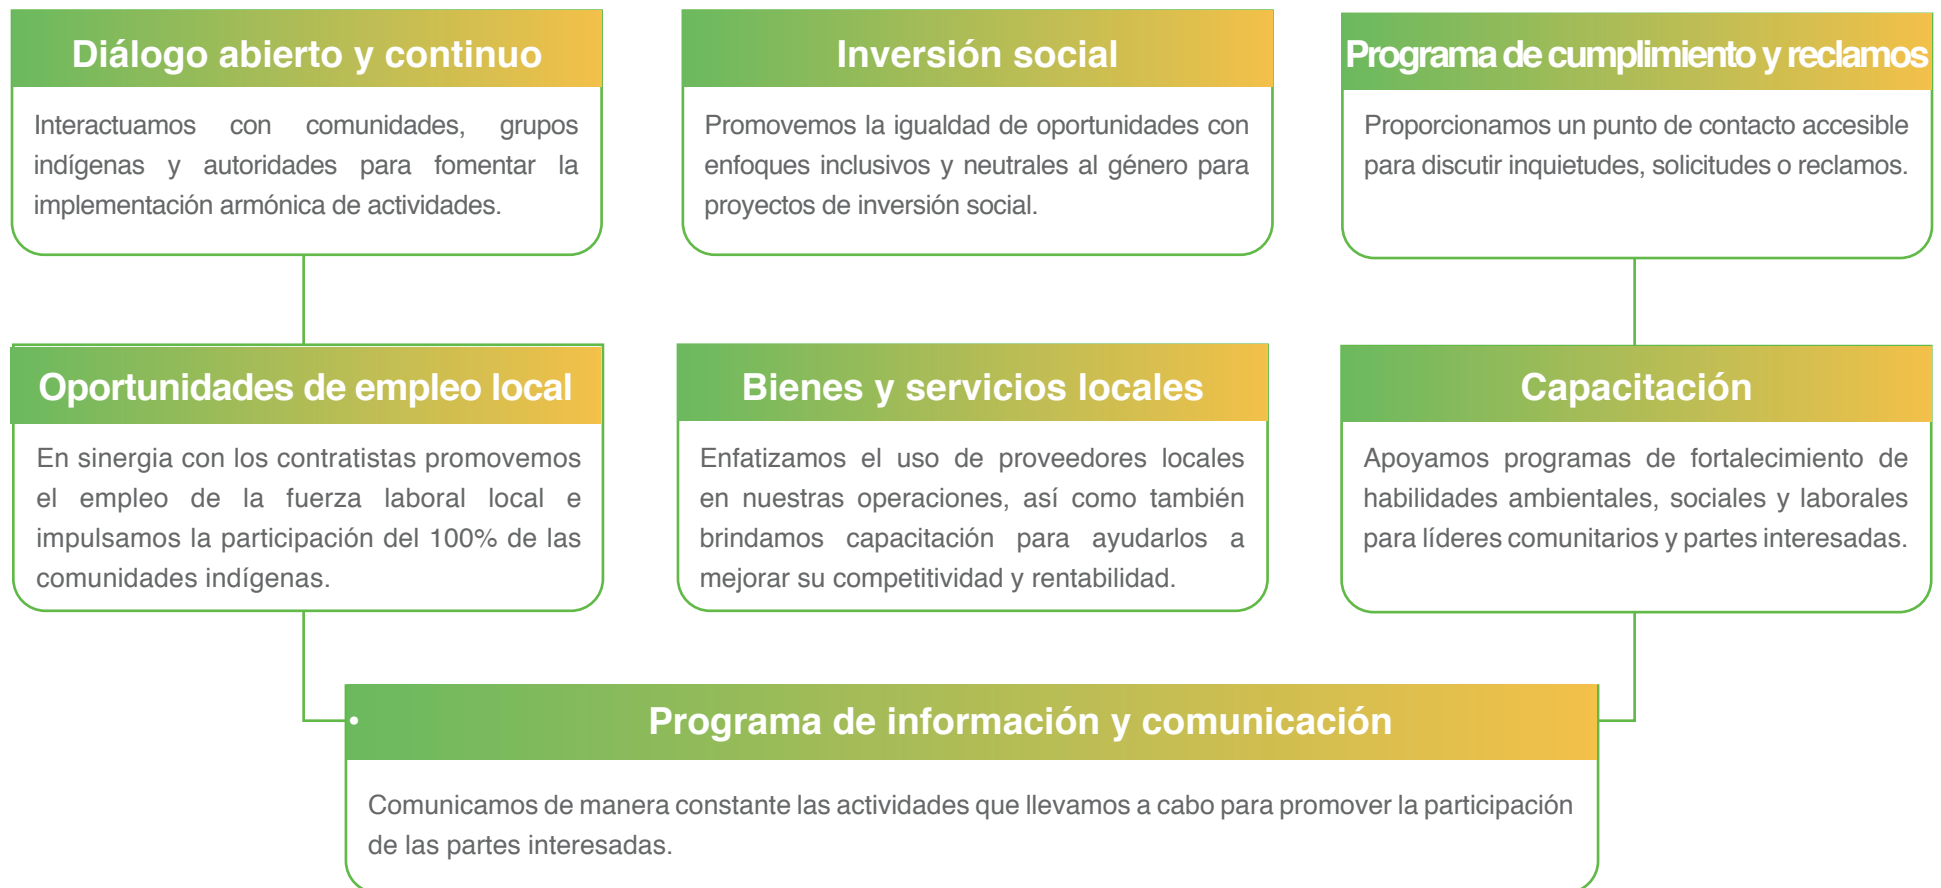 Diálogo abierto y continuo
Interactuamos con comunidades, grupos
indígenas y autoridades para fomentar la
implementación armónica de actividades.
Inversión social
Promovemos la igualdad de oportunidades con
enfoques inclusivos y neutrales al género para
proyectos de inversión social.
Programa de cumplimiento y reclamos
Proporcionamos un punto de contacto accesible
para discutir inquietudes, solicitudes o reclamos.
Oportunidades de empleo local
En sinergia con los contratistas promovemos
el empleo de la fuerza laboral local e
impulsamos la participación del 100% de las
comunidades indígenas.
Bienes y servicios locales
Enfatizamos el uso de proveedores locales
en nuestras operaciones, así como también
brindamos capacitación para ayudarlos a
mejorar su competitividad y rentabilidad.
Capacitación
Apoyamos programas de fortalecimiento de
habilidades ambientales, sociales y laborales
para líderes comunitarios y partes interesadas.
• Programa de información y comunicación
Comunicamos de manera constante las actividades que llevamos a cabo para promover la participación
de las partes interesadas.